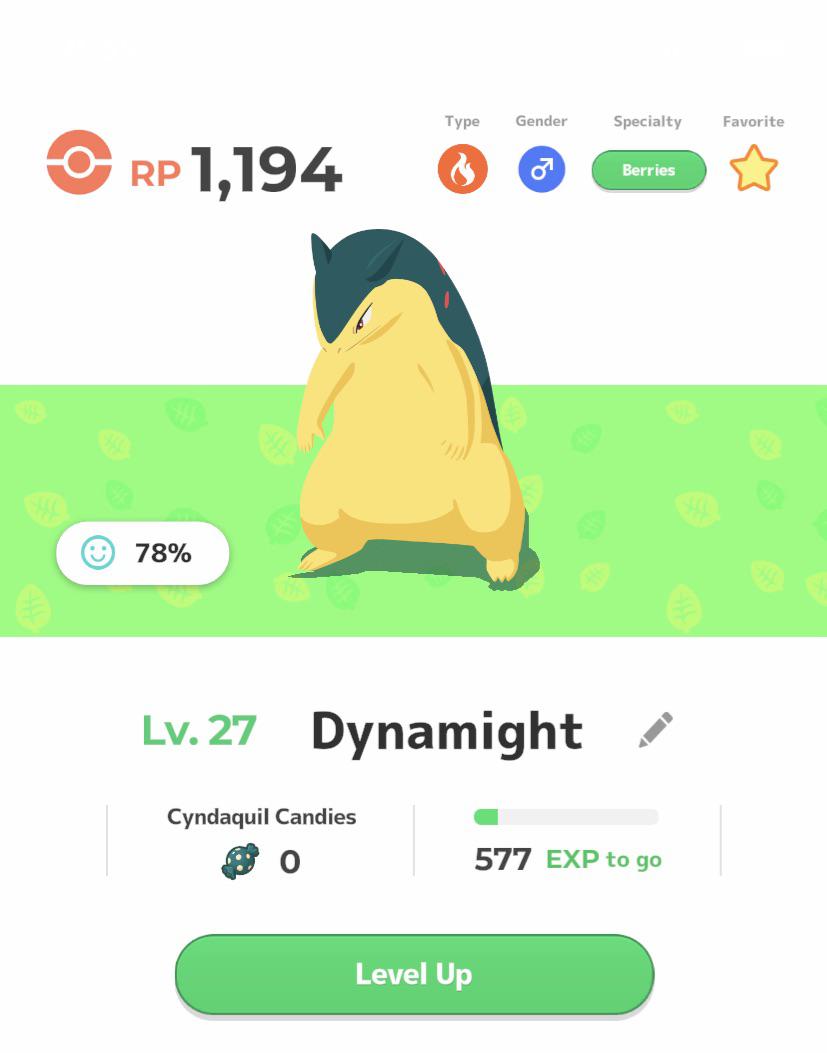 Type Gender Specialty Favorite
RP 1,194
Berries
78%
Lv. 27 Dynamight
Cyndaquil Candies
0
577 EXP to go
Level Up